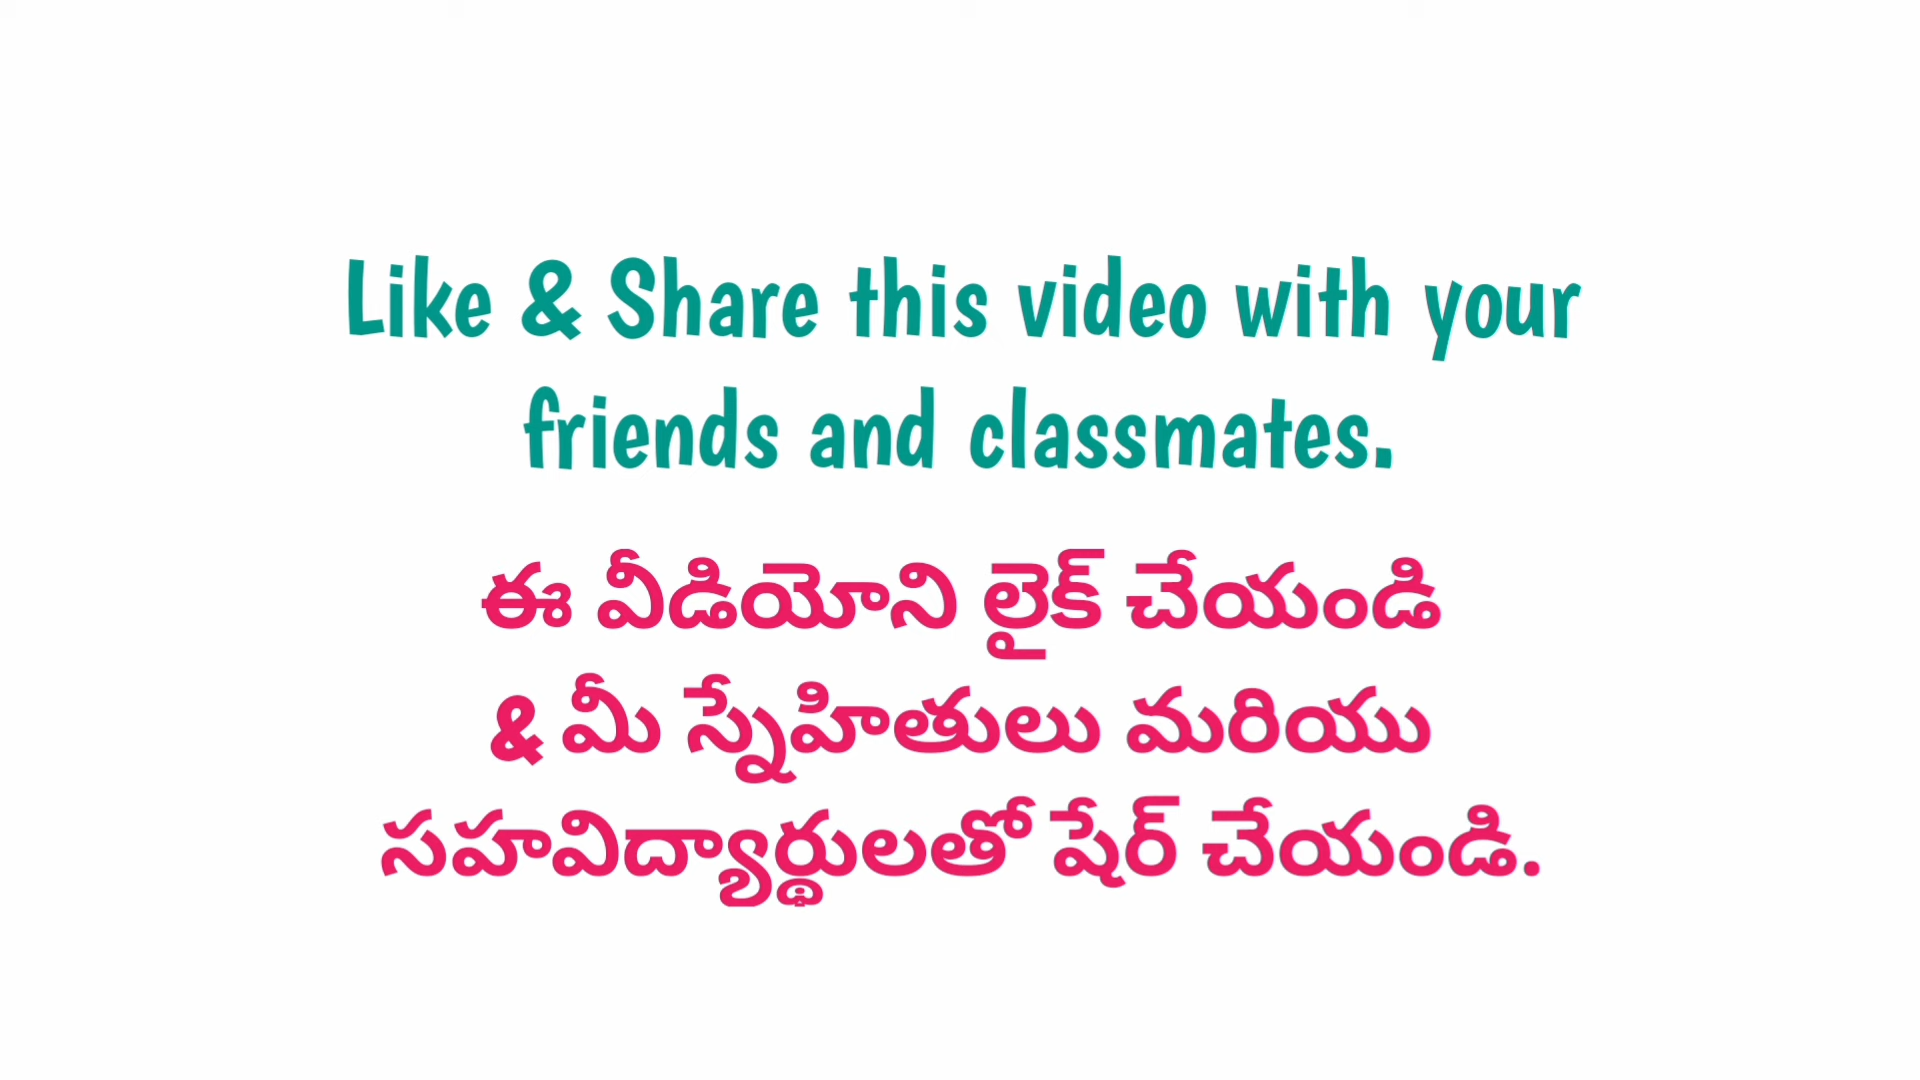 Like & Share this video with your
friends and classmates.
ఈ వీడియోని లైక్ చేయండి
& మీ స్నేహితులు మరియు
సహవిద్యార్థులతో షేర్ చేయండి.